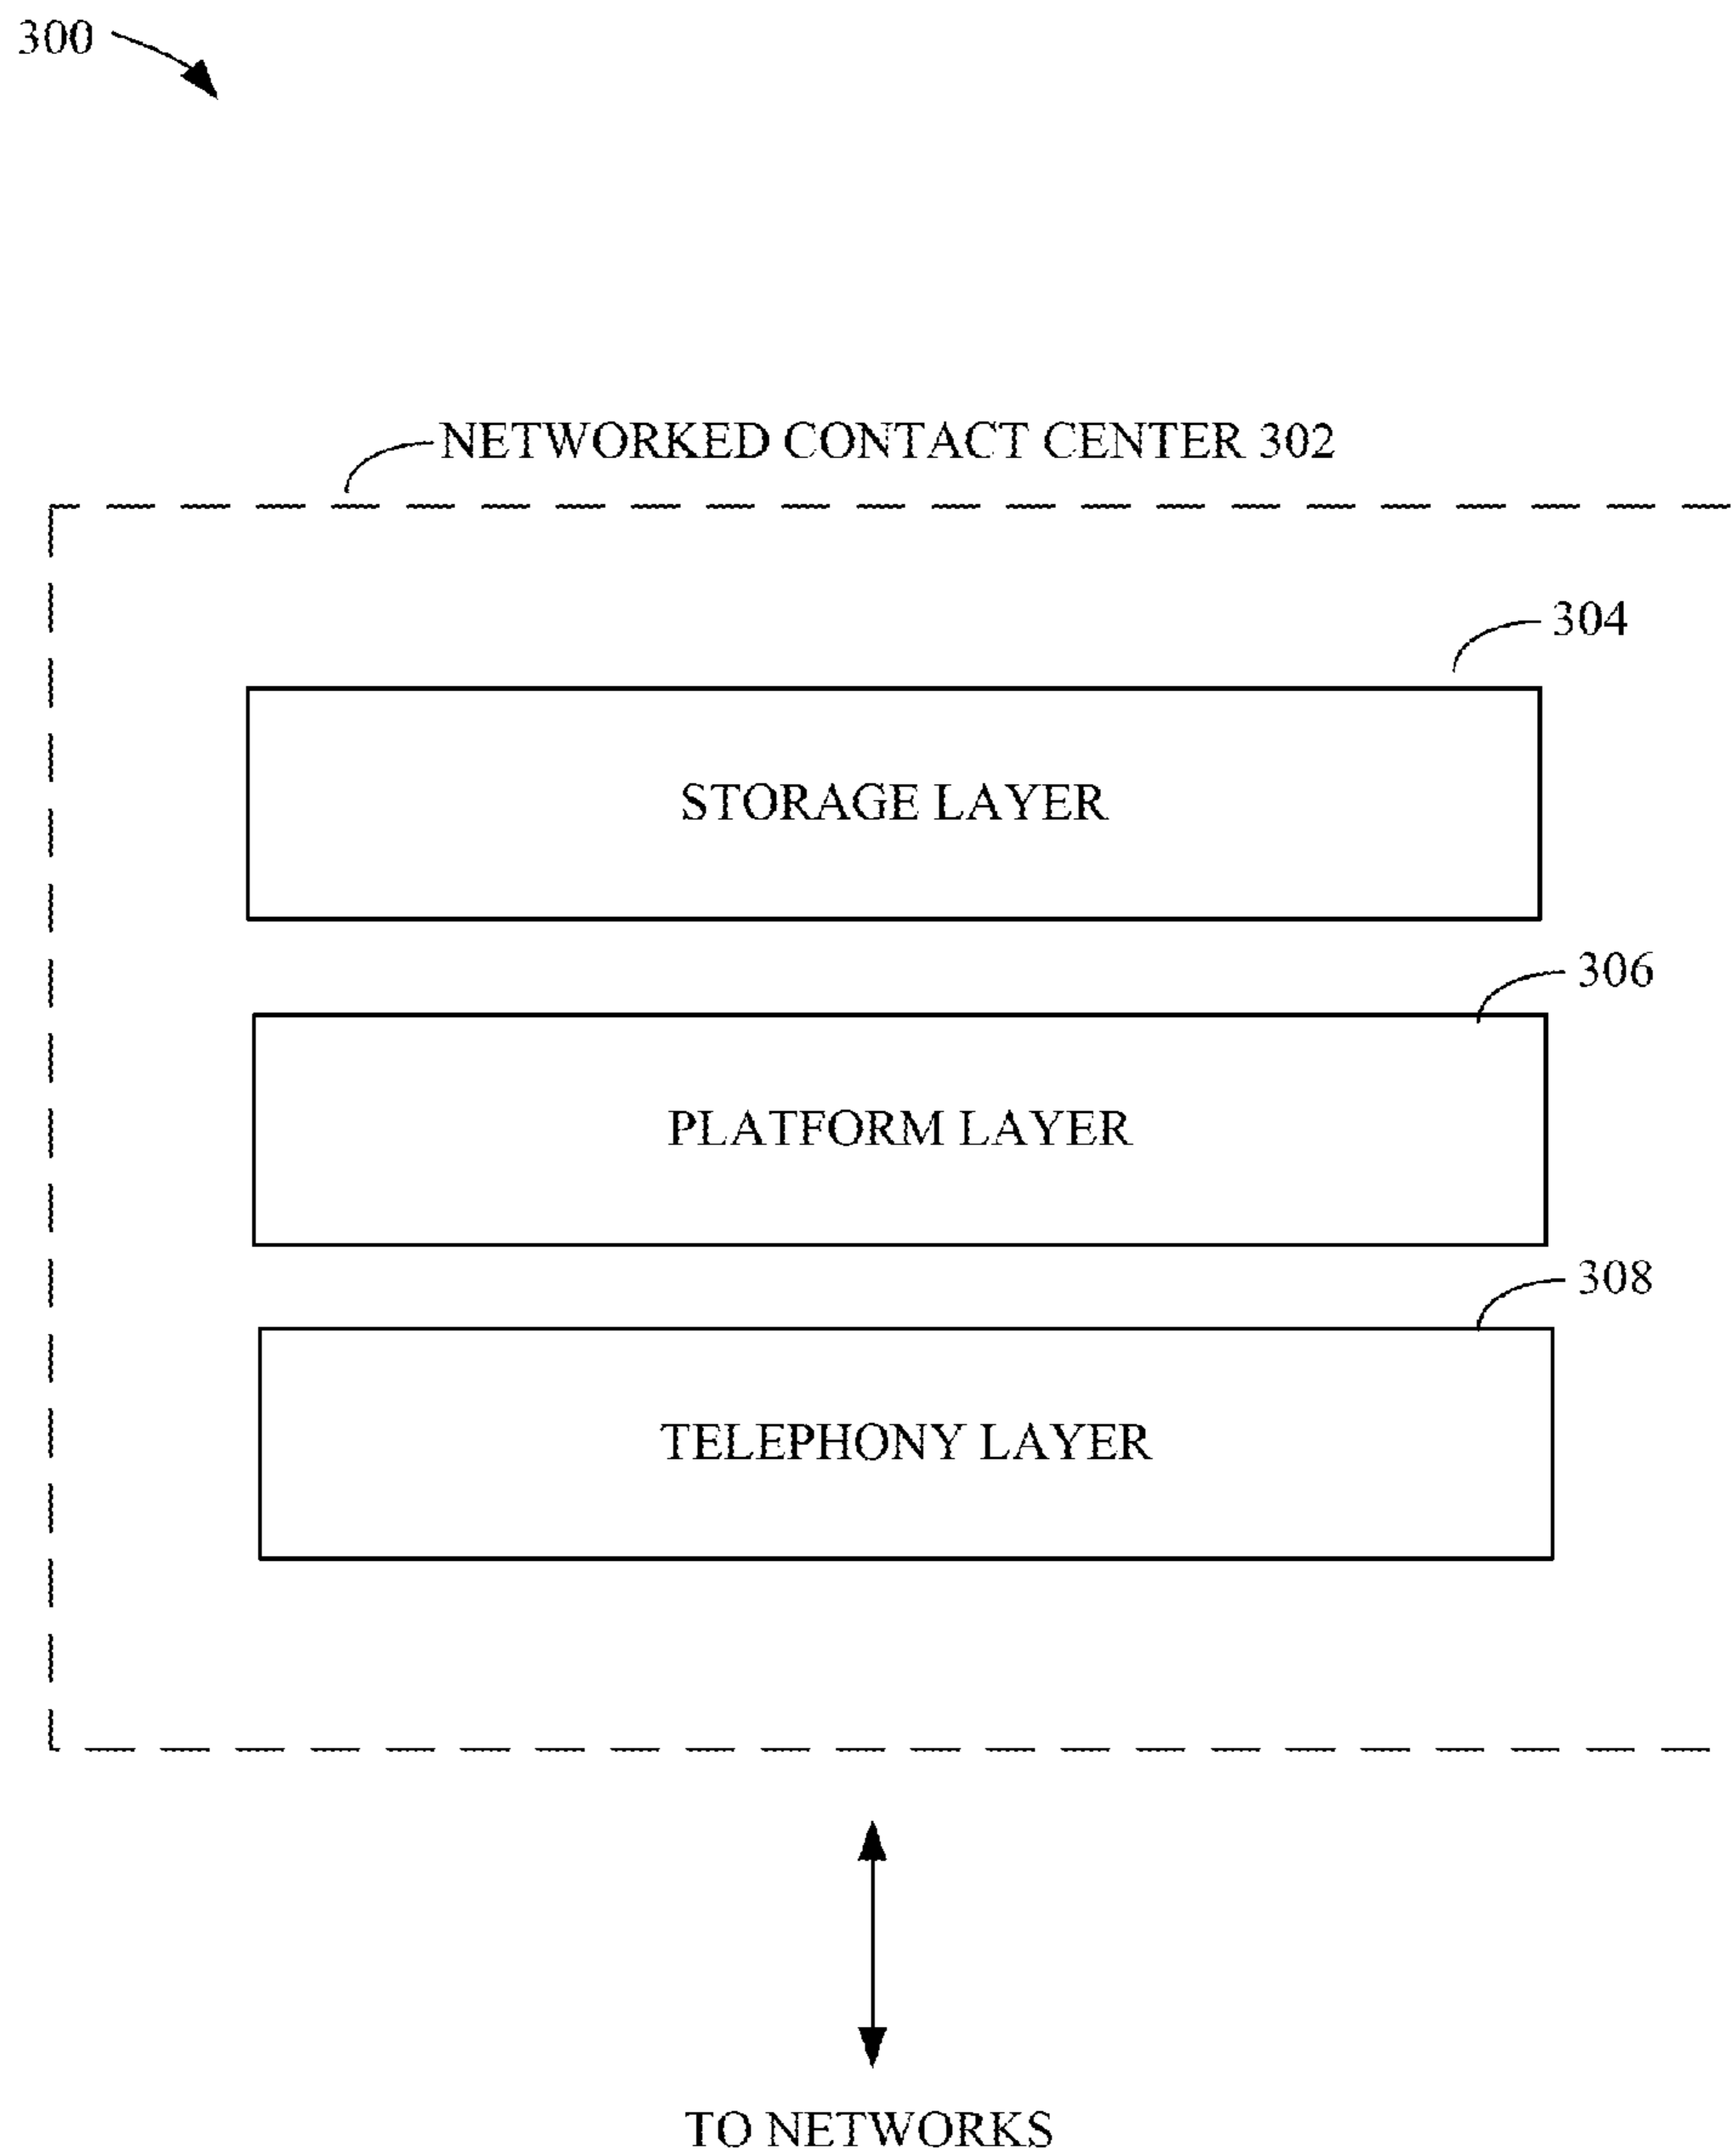 300
NETWORKED CONTACT CENTER 302
304
STORAGE LAYER
306
PLATFORM LAYER
308
TELEPHONY LAYER
TO NETWORKS